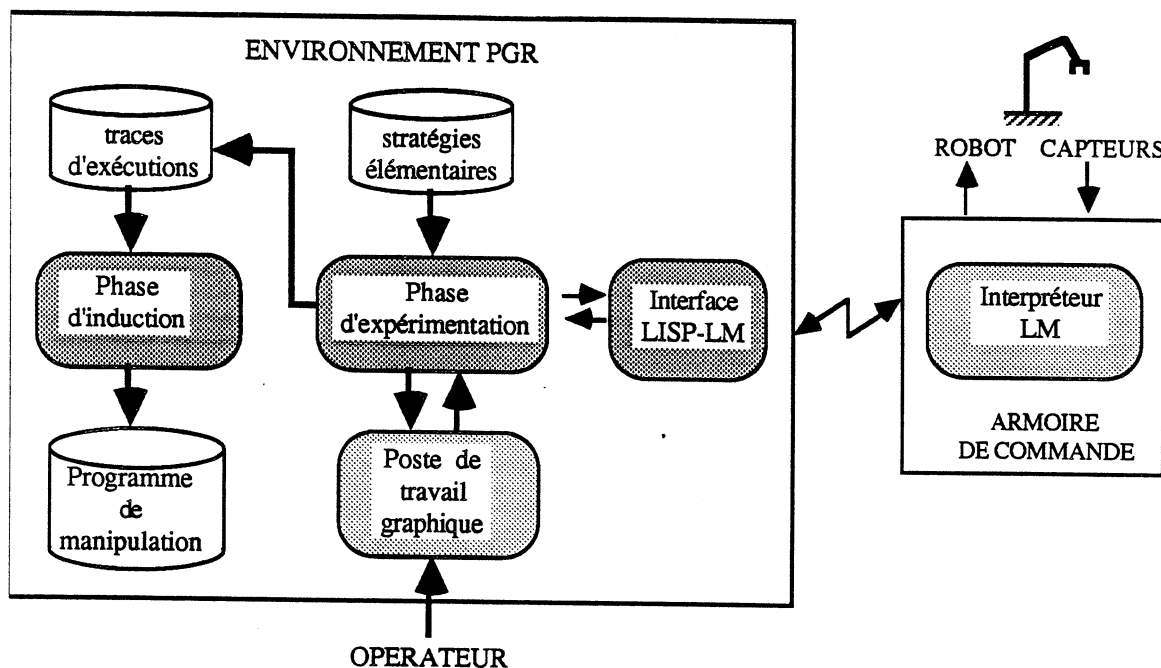 ENVIRONNEMENT PGR
traces
d'exécutions
stratégies
élémentaires
ROBOT CAPTEURS
Phase
d'induction
Phase
d'expérimentation
Interface
LISP-LM
Interpréteur
LM
ARMOIRE
DE COMMANDE
Programme
de
manipulation
Poste de
travail
graphique
OPERATEUR